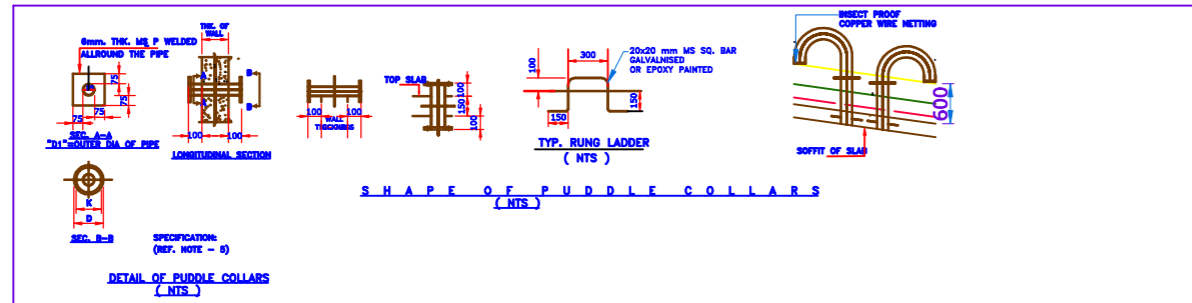 6mm. THK. MS P WELDED
ALLROUND THE PIPE
75
75
75
75
SEC. A-A
"D1"=OUTER DIA OF PIPE
THK. OF
WALL
A
A
B
B
100
100
LONGITUDINAL SECTION
100
WALL
THICKNESS
100
TOP SLAB
100
150
100
300
100
150
150
20x20 mm MS SQ. BAR
GALVANISED
OR EPOXY PAINTED
TYP. RUNG LADDER
( NTS )
INSECT PROOF
COPPER WIRE NETTING
600
SOFFIT OF SLAB
S H A P E O F P U D D L E C O L L A R S
( NTS )
K
D
SEC. B-B
SPECIFICATION:
(REF. NOTE - 5)
DETAIL OF PUDDLE COLLARS
( NTS )